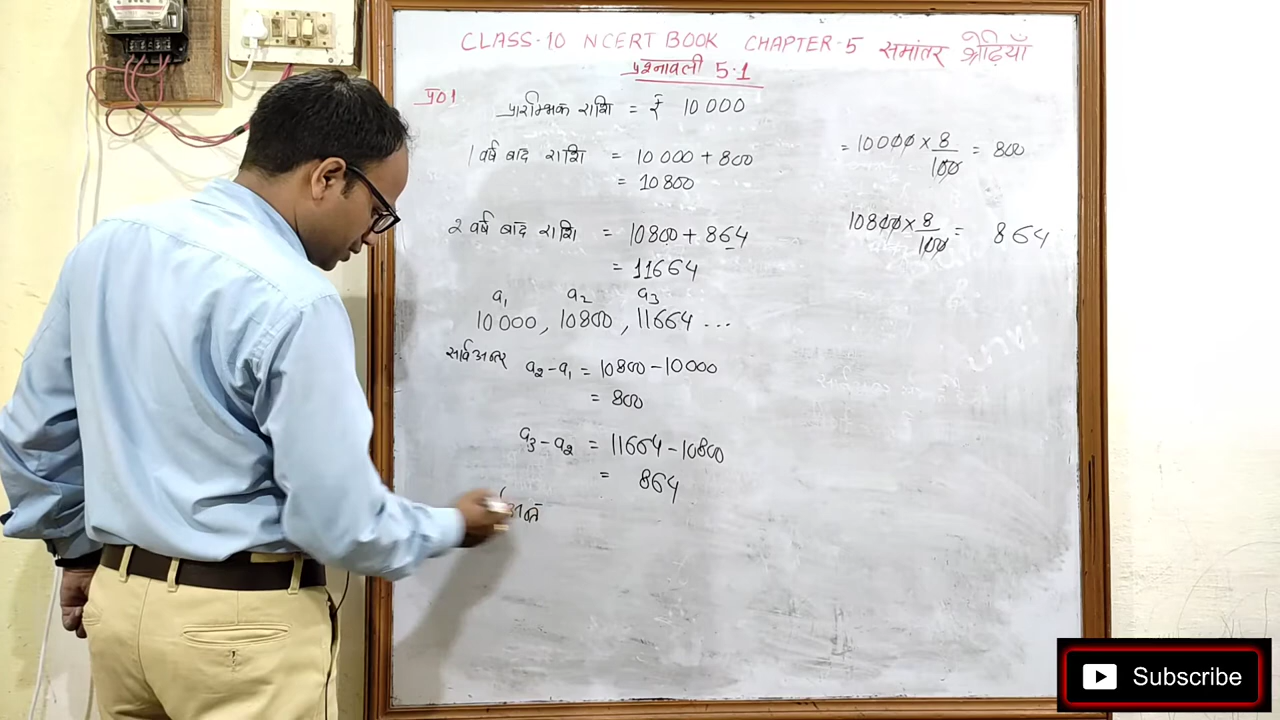 CLASS-10 NCERT BOOK CHAPTER-5 समांतर श्रेढ़ियाँ
प्रश्नावली 5.1
प्र01
प्रारम्भिक राशि = ₹ 10000
1 वर्ष बाद राशि = 10000 + 800
= 10800
= 10000 × 8/100 = 800
2 वर्ष बाद राशि = 10800 + 864
= 11664
10800 × 8/100 = 864
a₁ a₂ a₃
10000, 10800, 11664 ...
सार्वअन्तर a₂-a₁ = 10800-10000
= 800
a₃-a₂ = 11664-10800
= 864
Subscribe